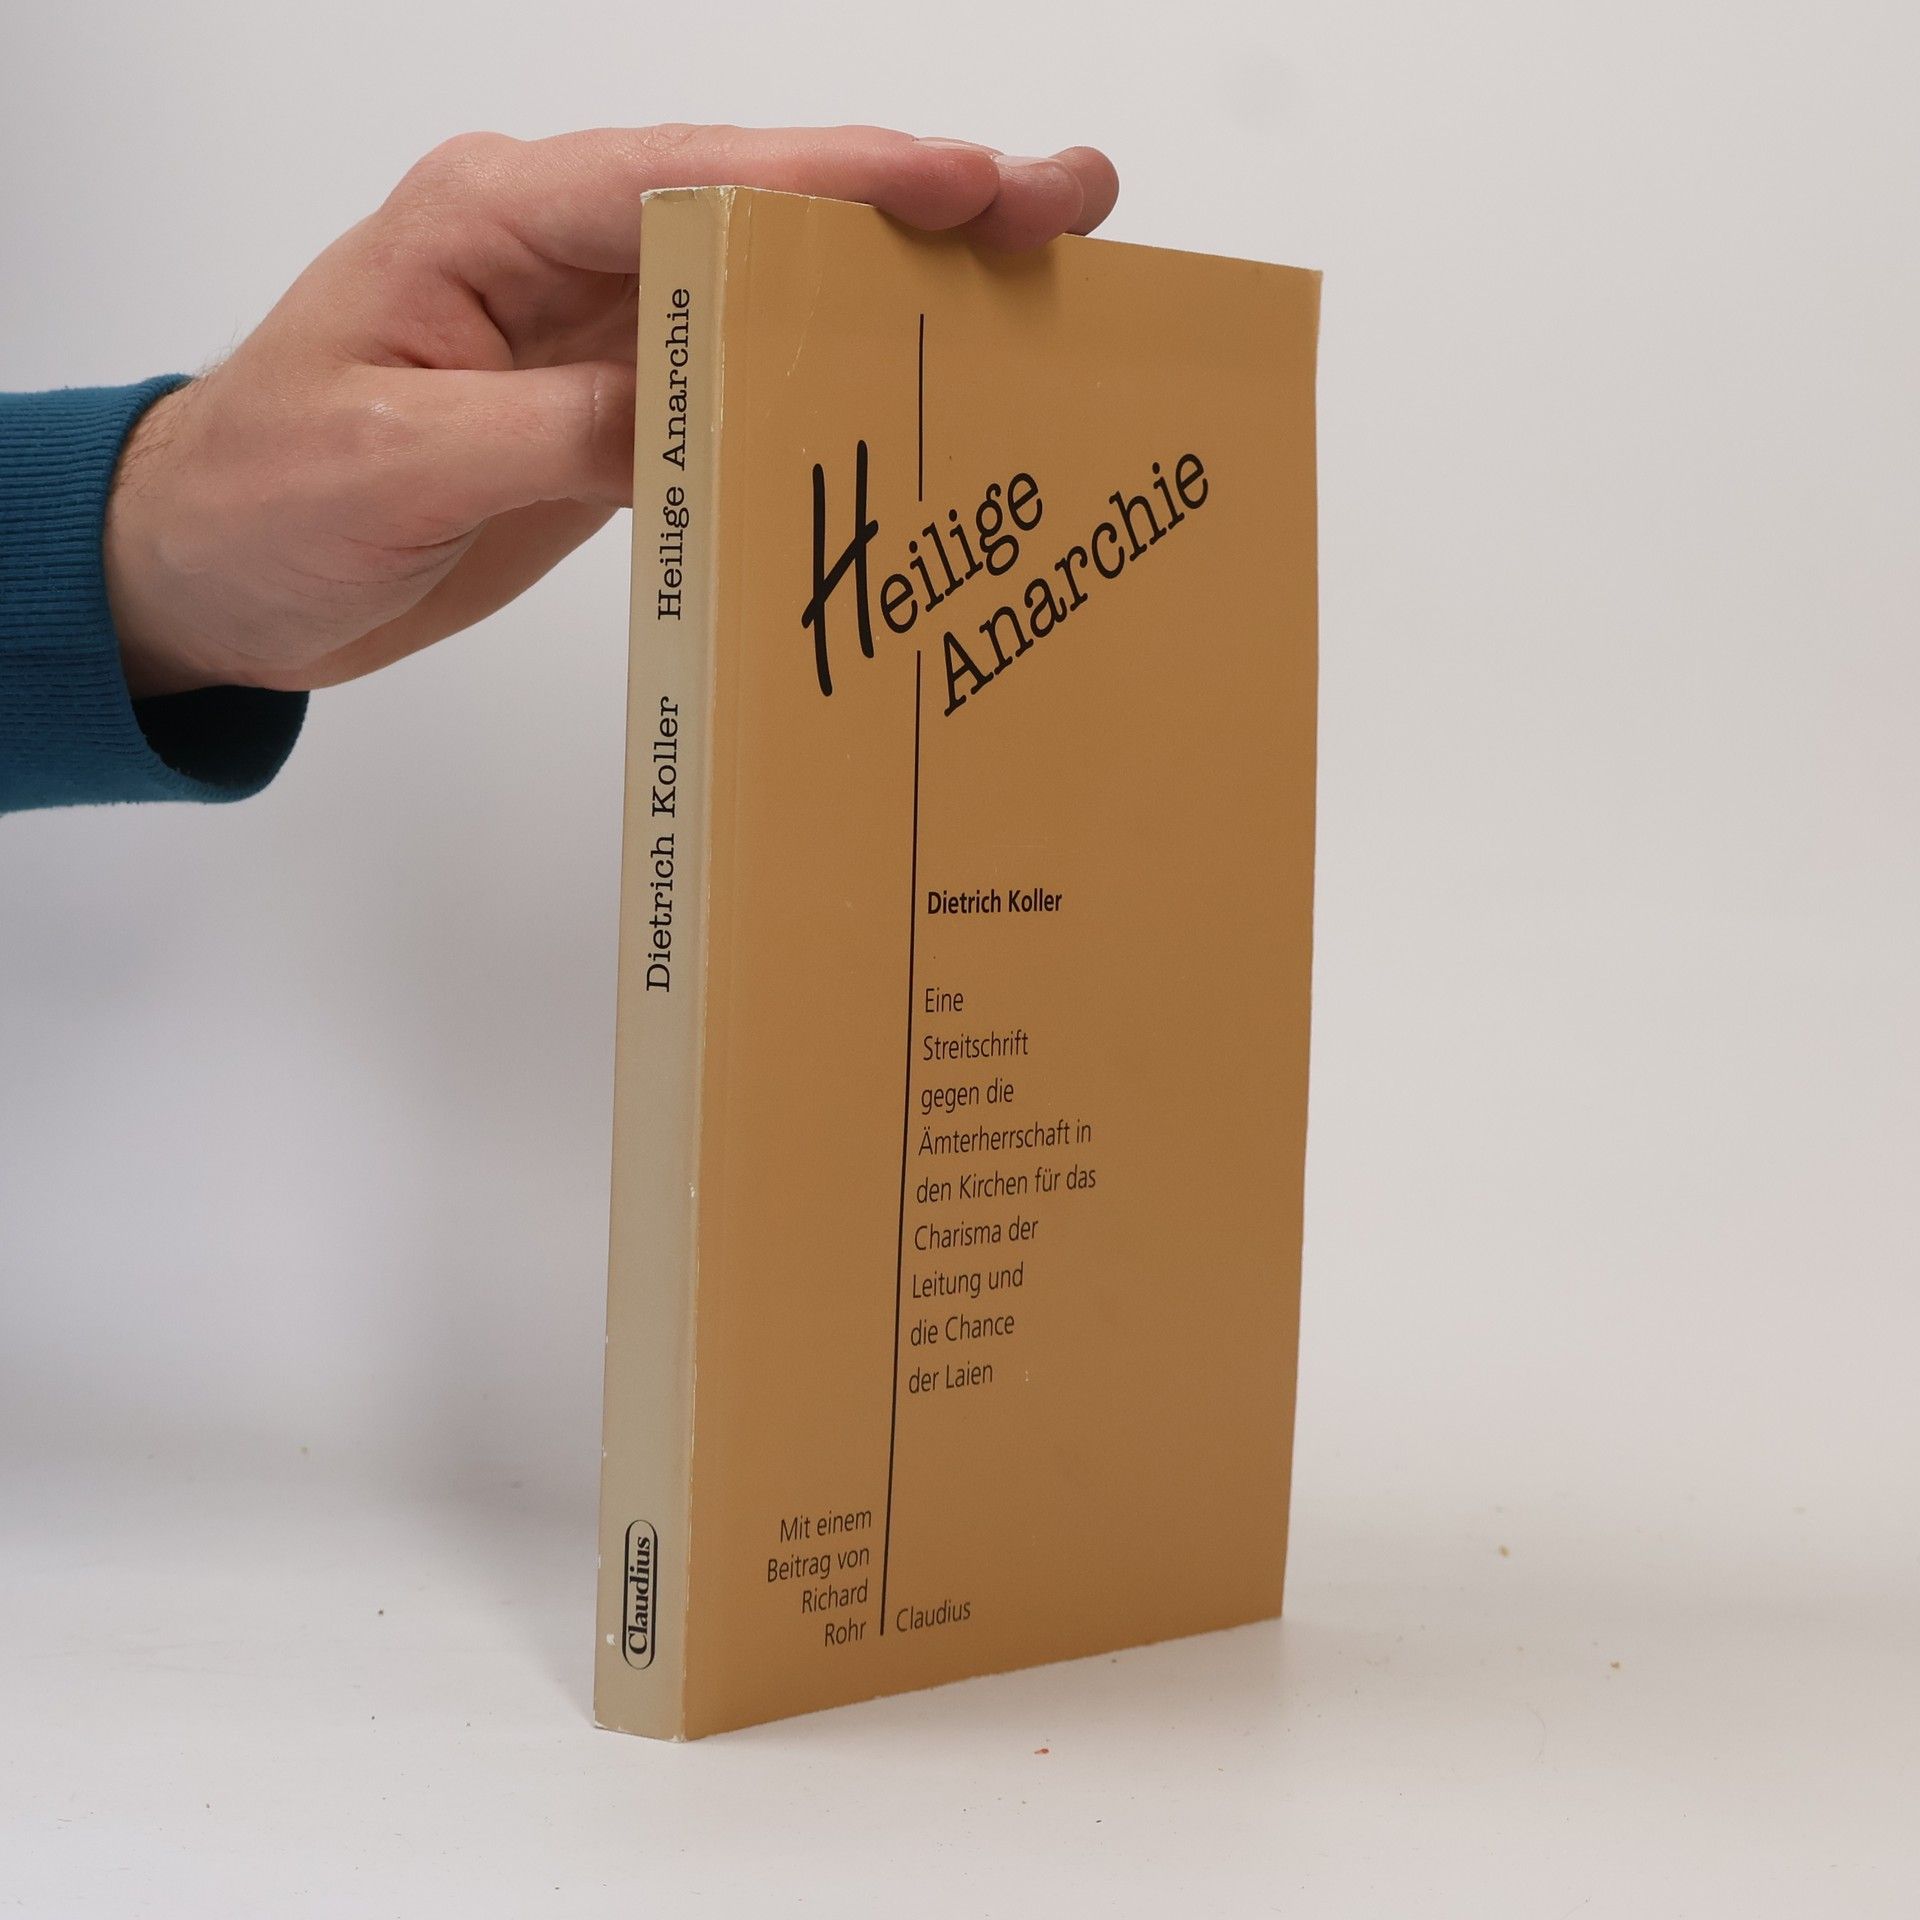 Dietrich Koller Heilige Anarchie
Claudius
Heilige
Anarchie
Dietrich Koller
Eine
Streitschrift
gegen die
Ämterherrschaft in
den Kirchen für das
Charisma der
Leitung und
die Chance
der Laien
Mit einem
Beitrag von
Richard
Rohr
Claudius